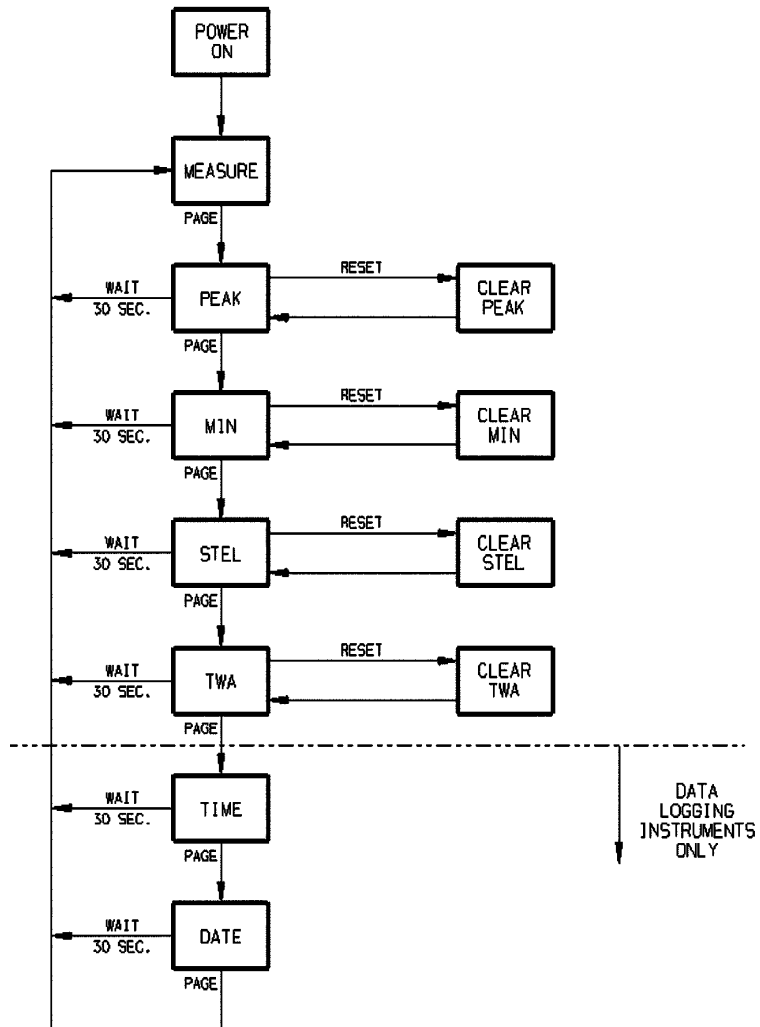 POWER
ON
MEASURE
PAGE
WAIT
30 SEC.
PEAK
RESET
CLEAR
PEAK
PAGE
WAIT
30 SEC.
MIN
RESET
CLEAR
MIN
PAGE
WAIT
30 SEC.
STEL
RESET
CLEAR
STEL
PAGE
WAIT
30 SEC.
TWA
RESET
CLEAR
TWA
PAGE
WAIT
30 SEC.
TIME
DATA
LOGGING
INSTRUMENTS
ONLY
PAGE
WAIT
30 SEC.
DATE
PAGE